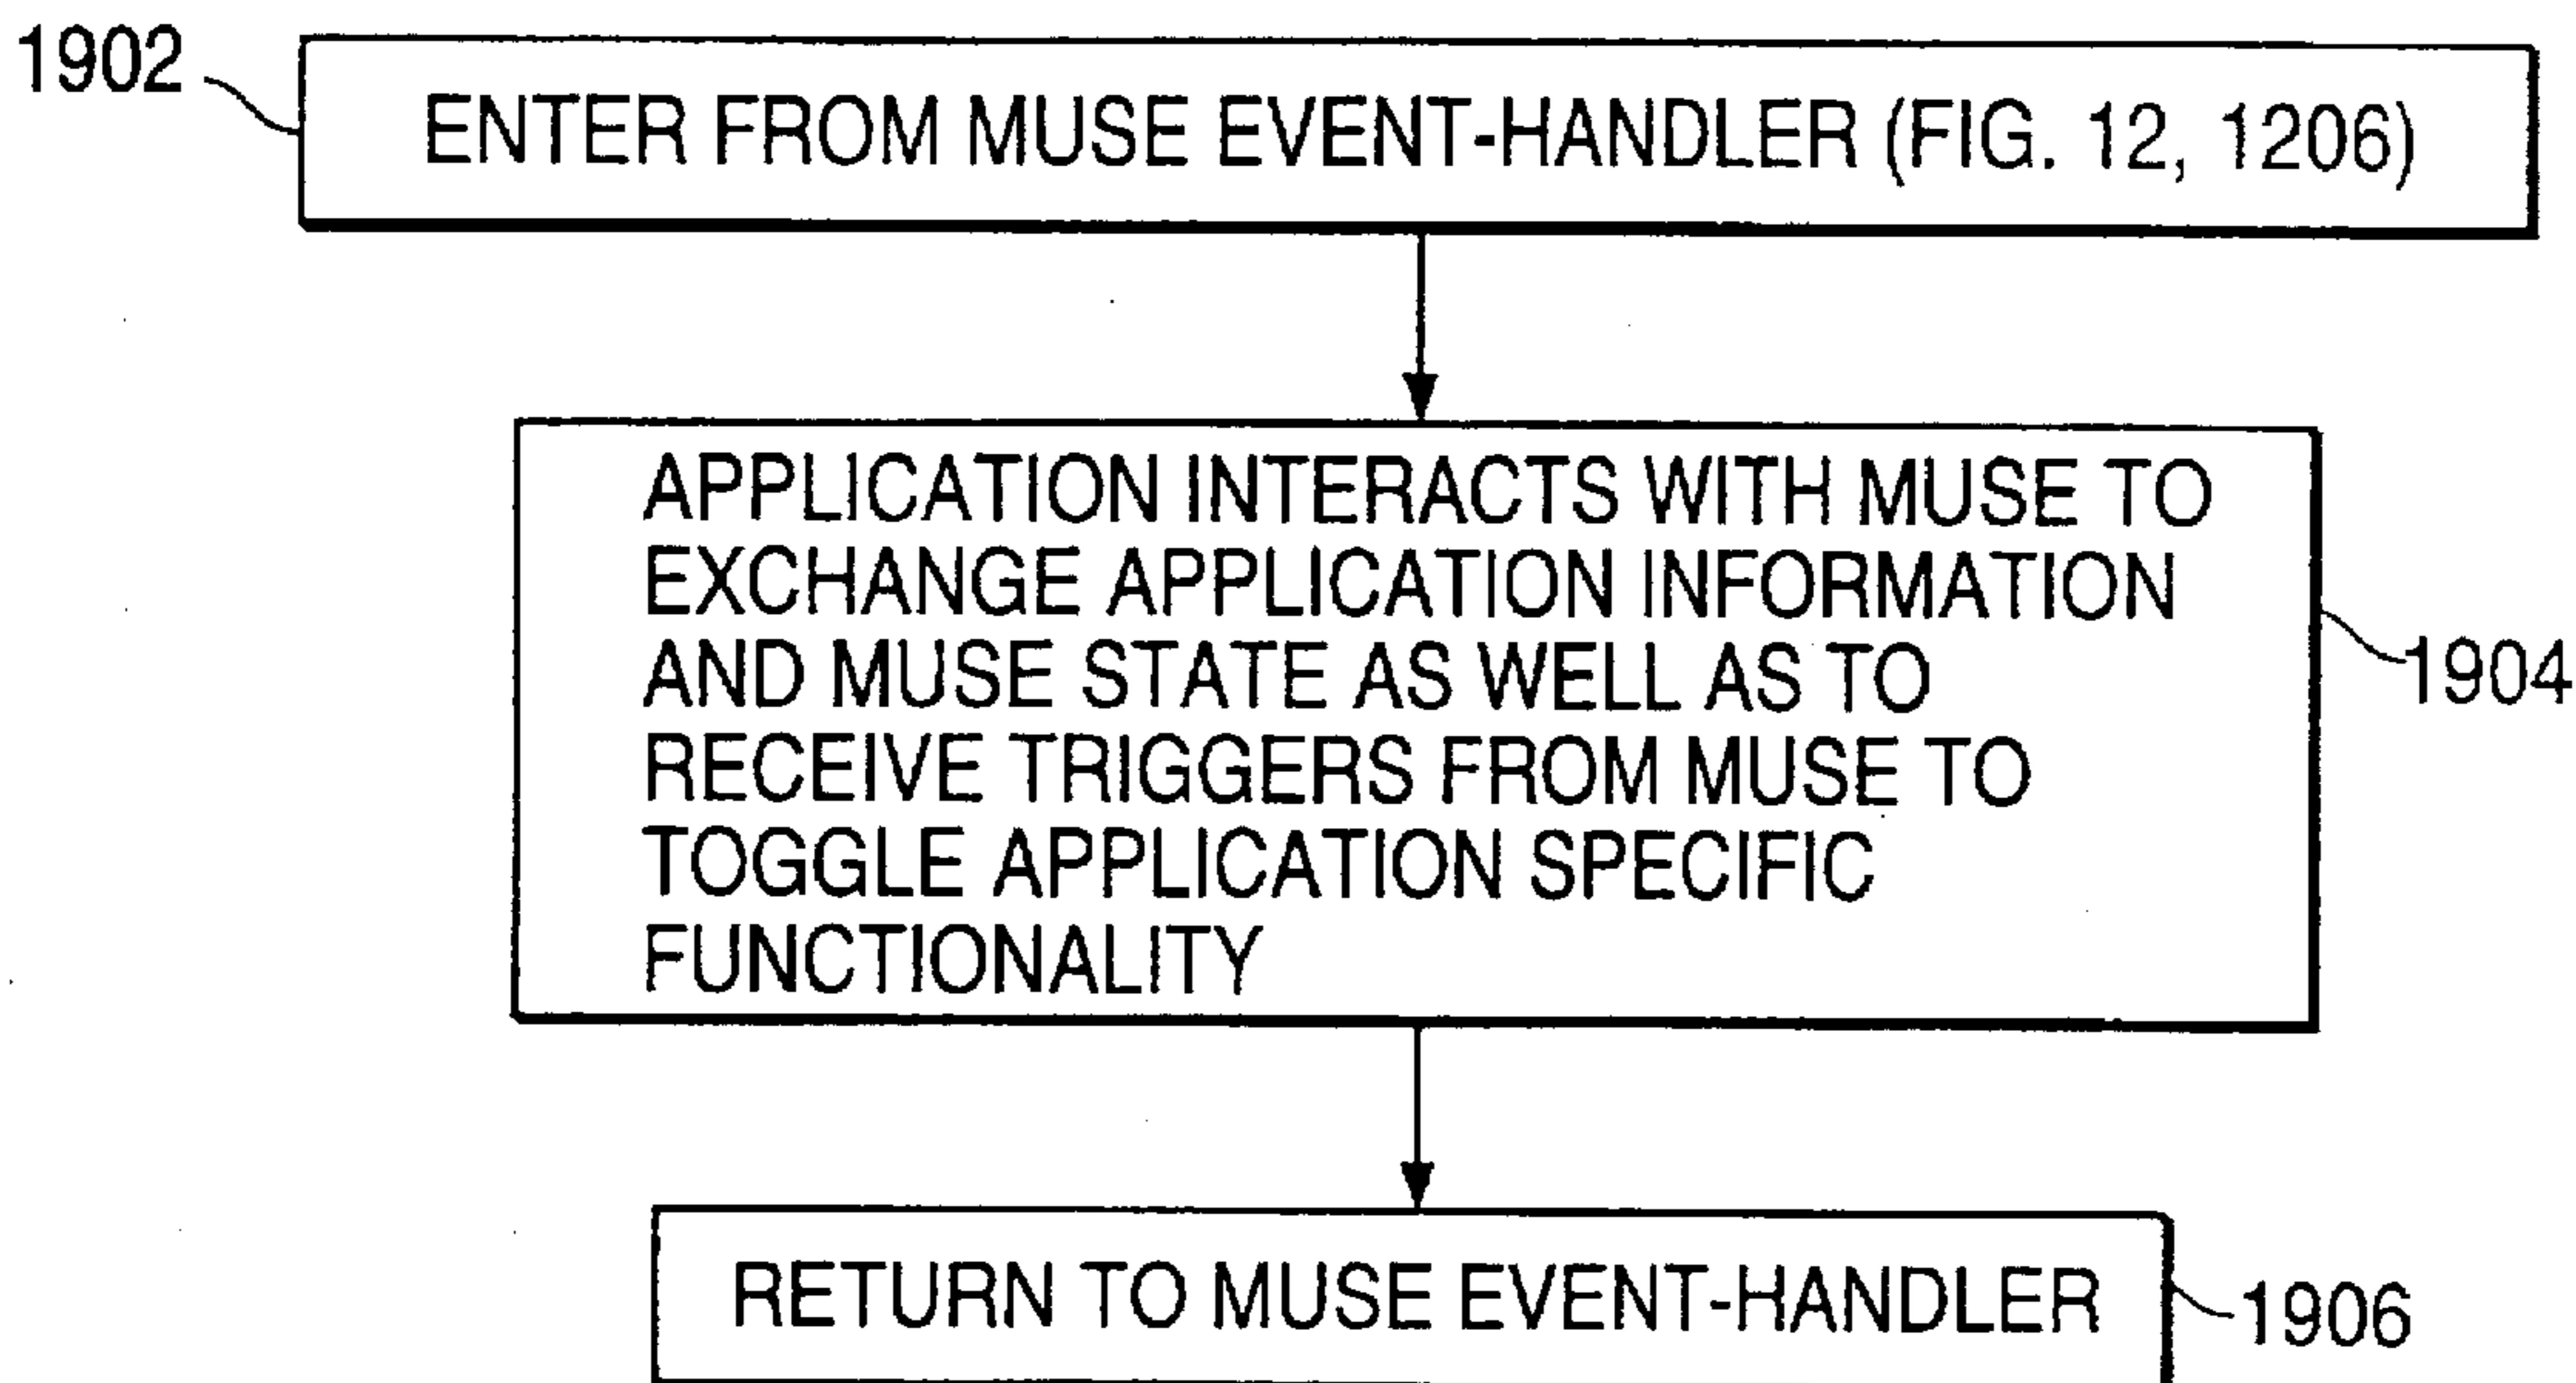 1902
ENTER FROM MUSE EVENT-HANDLER (FIG. 12, 1206)
APPLICATION INTERACTS WITH MUSE TO
EXCHANGE APPLICATION INFORMATION
AND MUSE STATE AS WELL AS TO
RECEIVE TRIGGERS FROM MUSE TO
TOGGLE APPLICATION SPECIFIC
FUNCTIONALITY
1904
RETURN TO MUSE EVENT-HANDLER
1906